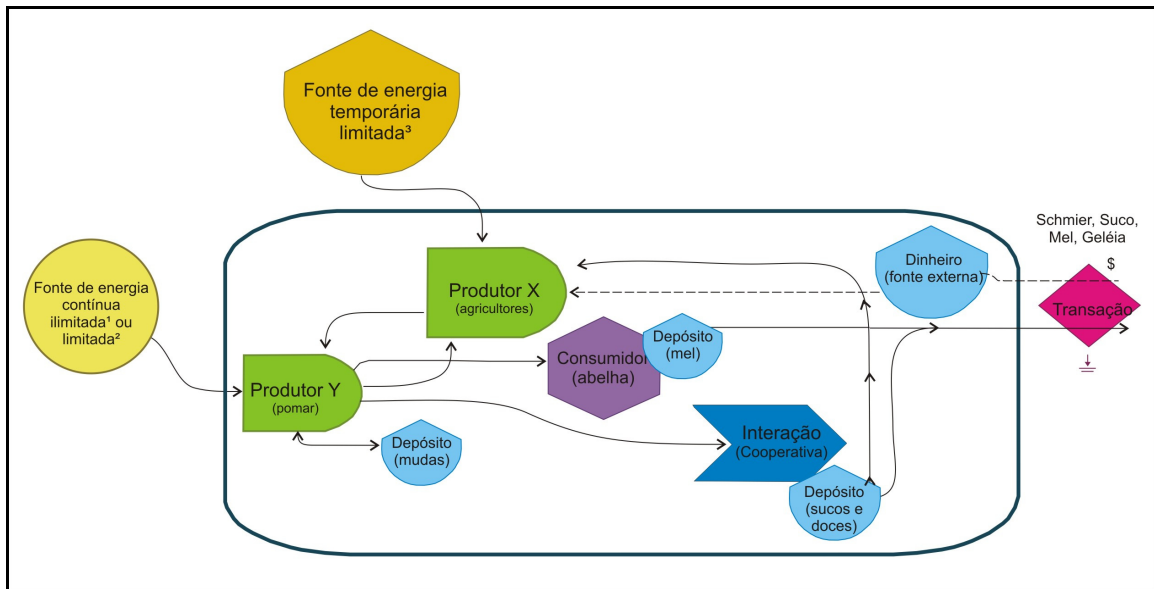 Fonte de energia
temporária
limitada³
Schmier, Suco,
Mel, Geléia
$
Transação
Dinheiro
(fonte externa)
Fonte de energia
contínua
ilimitada¹ ou
limitada²
Produtor X
(agricultores)
Depósito
(mel)
Consumidor
(abelha)
Produtor Y
(pomar)
Depósito
(mudas)
Interação
(Cooperativa)
Depósito
(sucos e
doces)